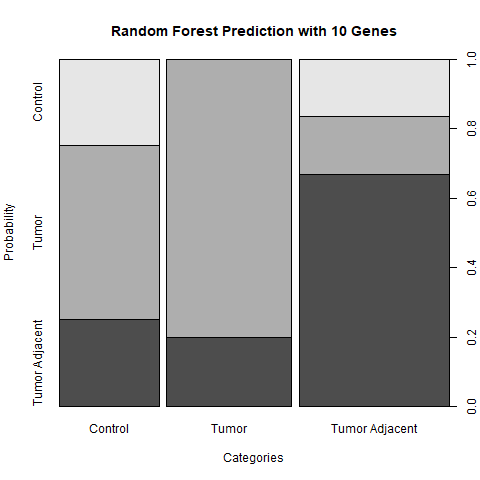 Random Forest Prediction with 10 Genes
Probability
Control
Tumor
Tumor Adjacent
1.0
0.8
0.6
0.4
0.2
0.0
Control
Tumor
Tumor Adjacent
Categories